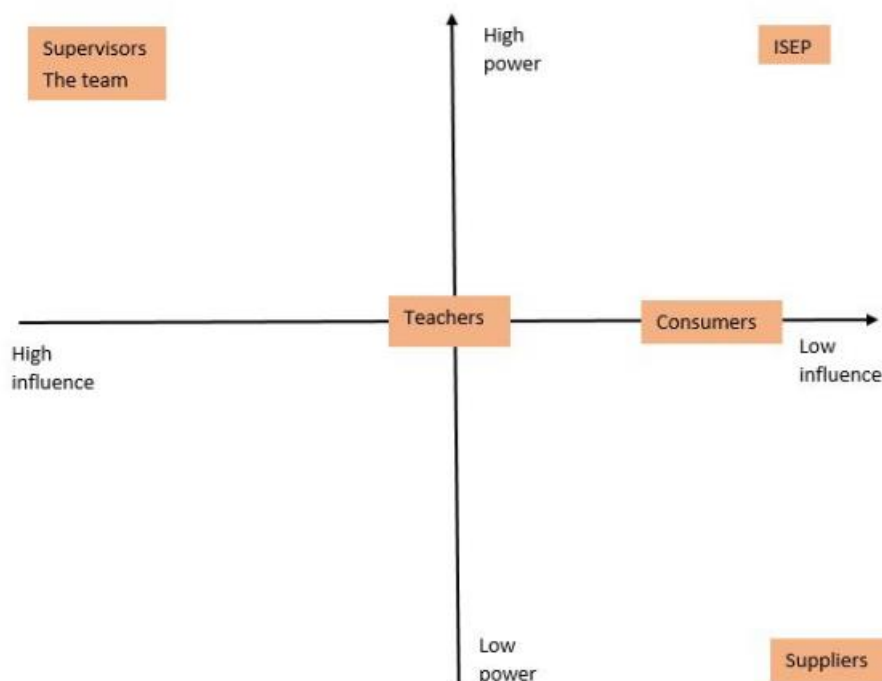 Supervisors
The team
High
power
ISEP
Teachers
Consumers
High
influence
Low
influence
Low
power
Suppliers